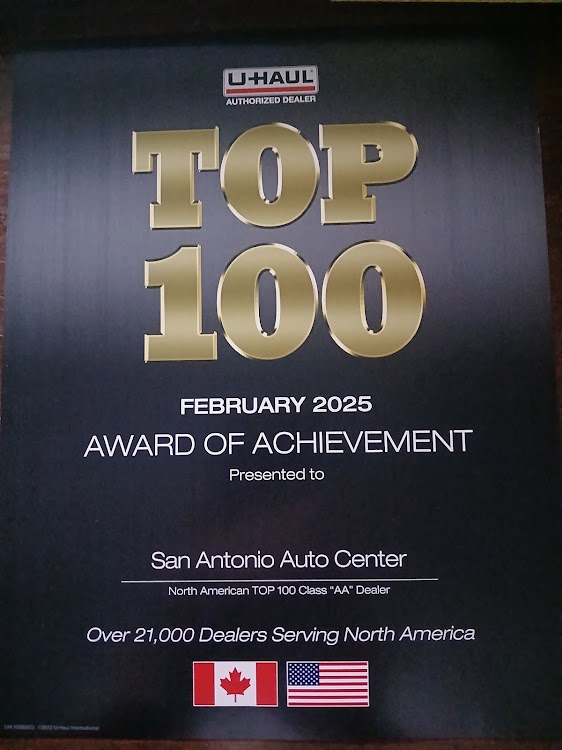 U-HAUL
AUTHORIZED DEALER
TOP
100
FEBRUARY 2025
AWARD OF ACHIEVEMENT
Presented to
San Antonio Auto Center
North American TOP 100 Class "AA" Dealer
Over 21,000 Dealers Serving North America